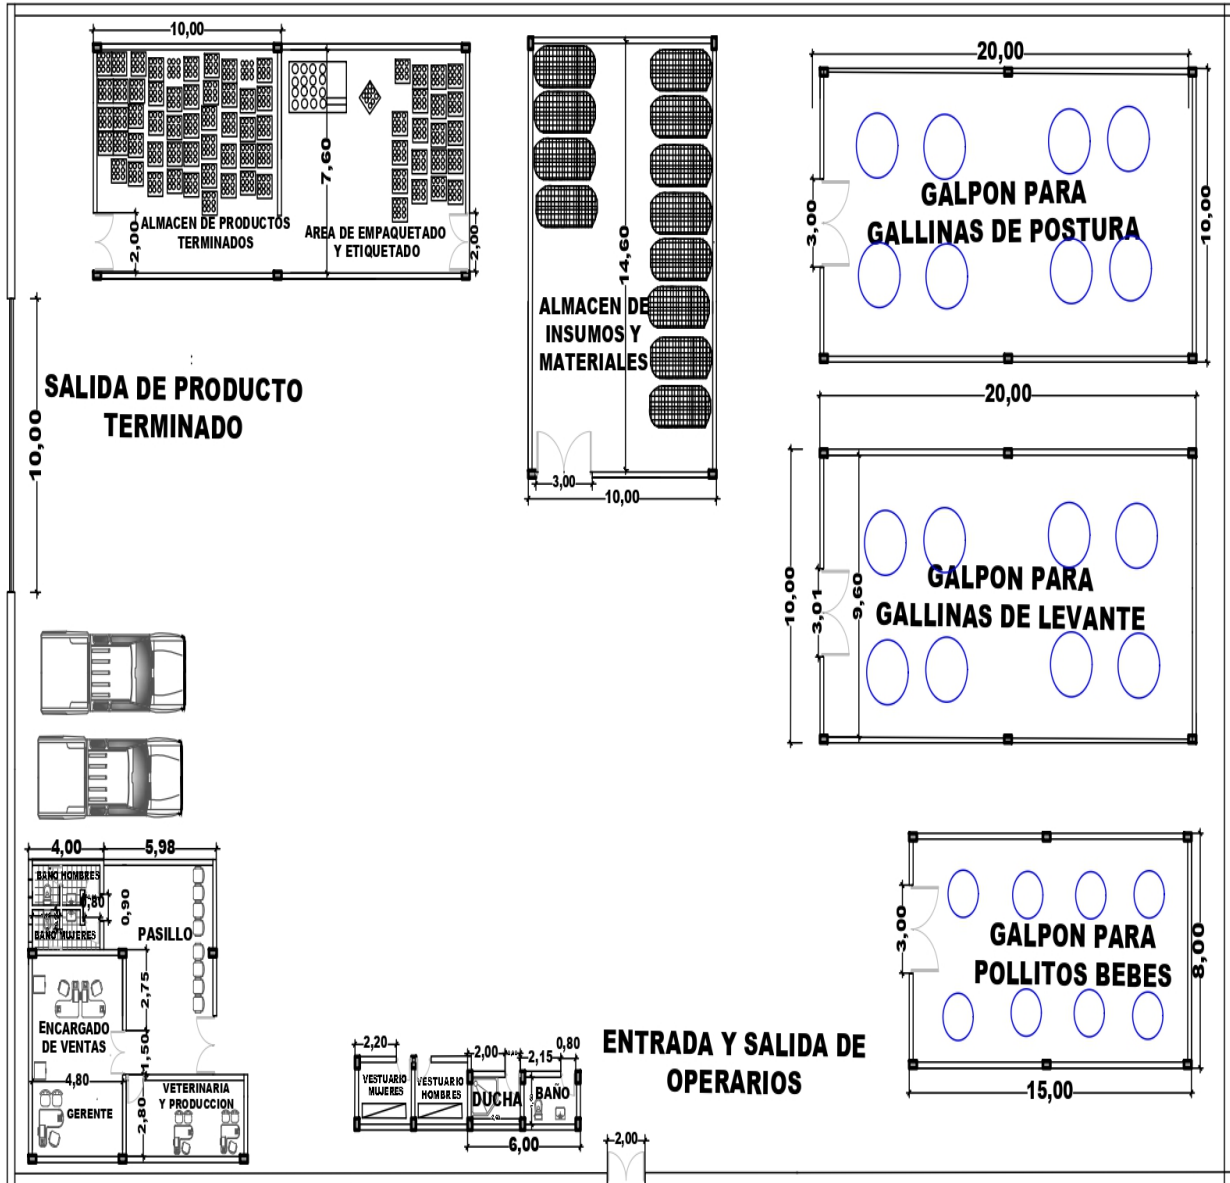 10,00
7,60
ALMACEN DE PRODUCTOS
TERMINADOS
2,00
AREA DE EMPAQUETADO
Y ETIQUETADO
2,00
14,60
ALMACEN DE
INSUMOS Y
MATERIALES
3,00
10,00
20,00
GALPON PARA
GALLINAS DE POSTURA
3,00
10,00
SALIDA DE PRODUCTO
TERMINADO
10,00
20,00
GALPON PARA
GALLINAS DE LEVANTE
10,00
3,01
9,60
4,00
5,98
BAÑO HOMBRES
0,80
0,90
BAÑO MUJERES
PASILLO
2,75
ENCARGADO
DE VENTAS
1,50
4,80
GERENTE
2,80
VETERINARIA
Y PRODUCCION
2,20
VESTUARIO
MUJERES
VESTUARIO
HOMBRES
2,00
DUCHA
2,15
0,80
BAÑO
6,00
ENTRADA Y SALIDA DE
OPERARIOS
2,00
GALPON PARA
POLLITOS BEBES
3,00
8,00
15,00